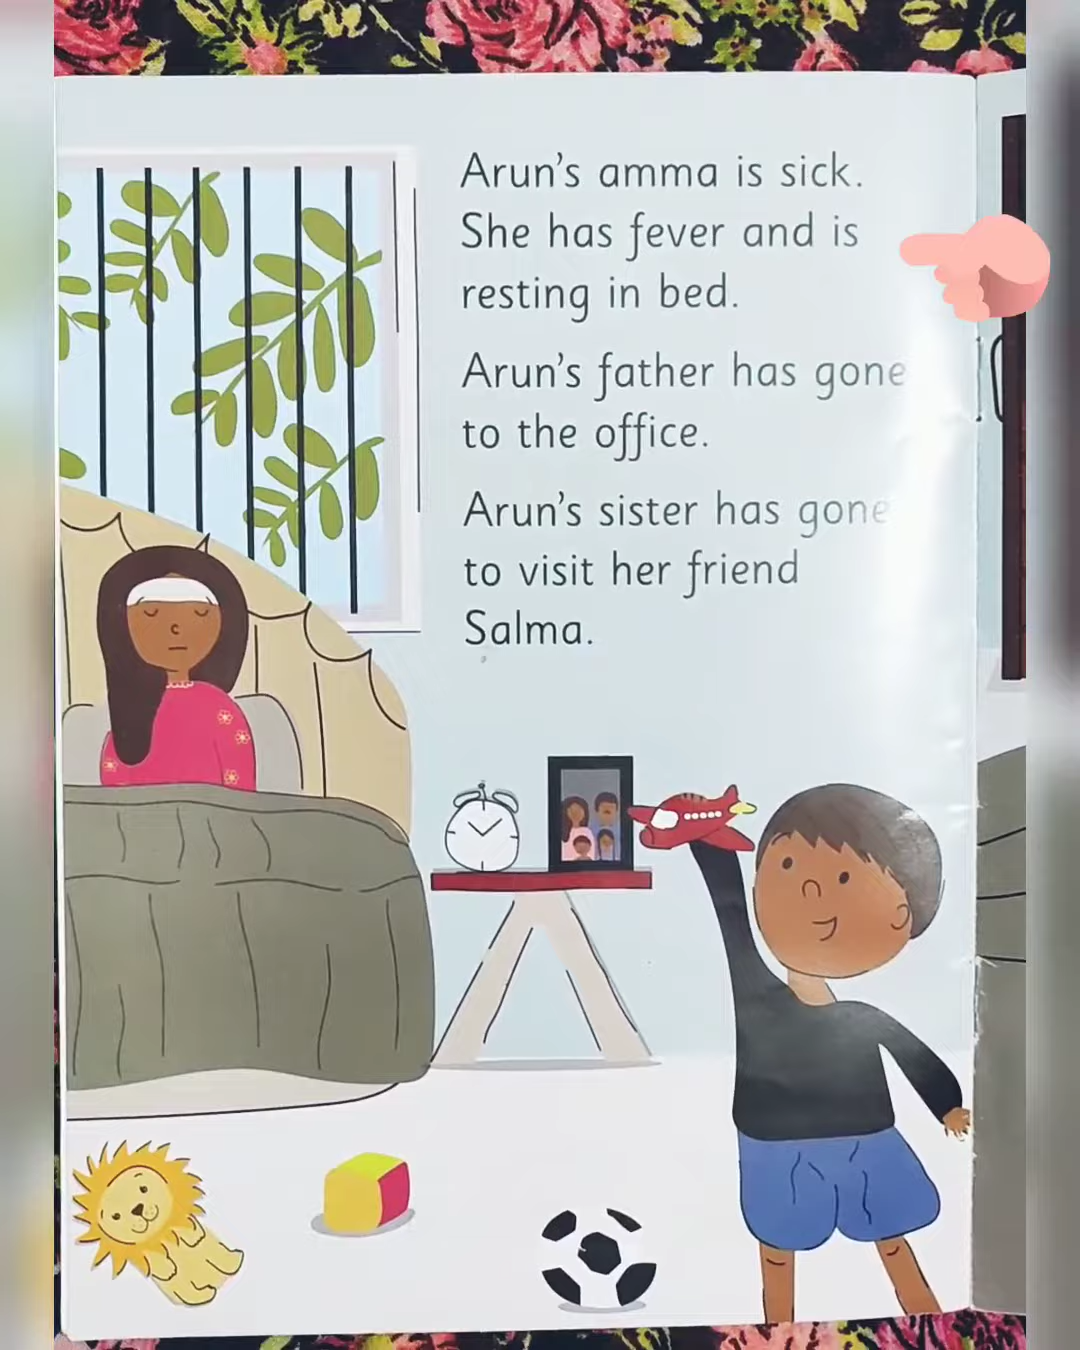 Arun's amma is sick.
She has fever and is
resting in bed.
Arun's father has gone
to the office.
Arun's sister has gone
to visit her friend
Salma.